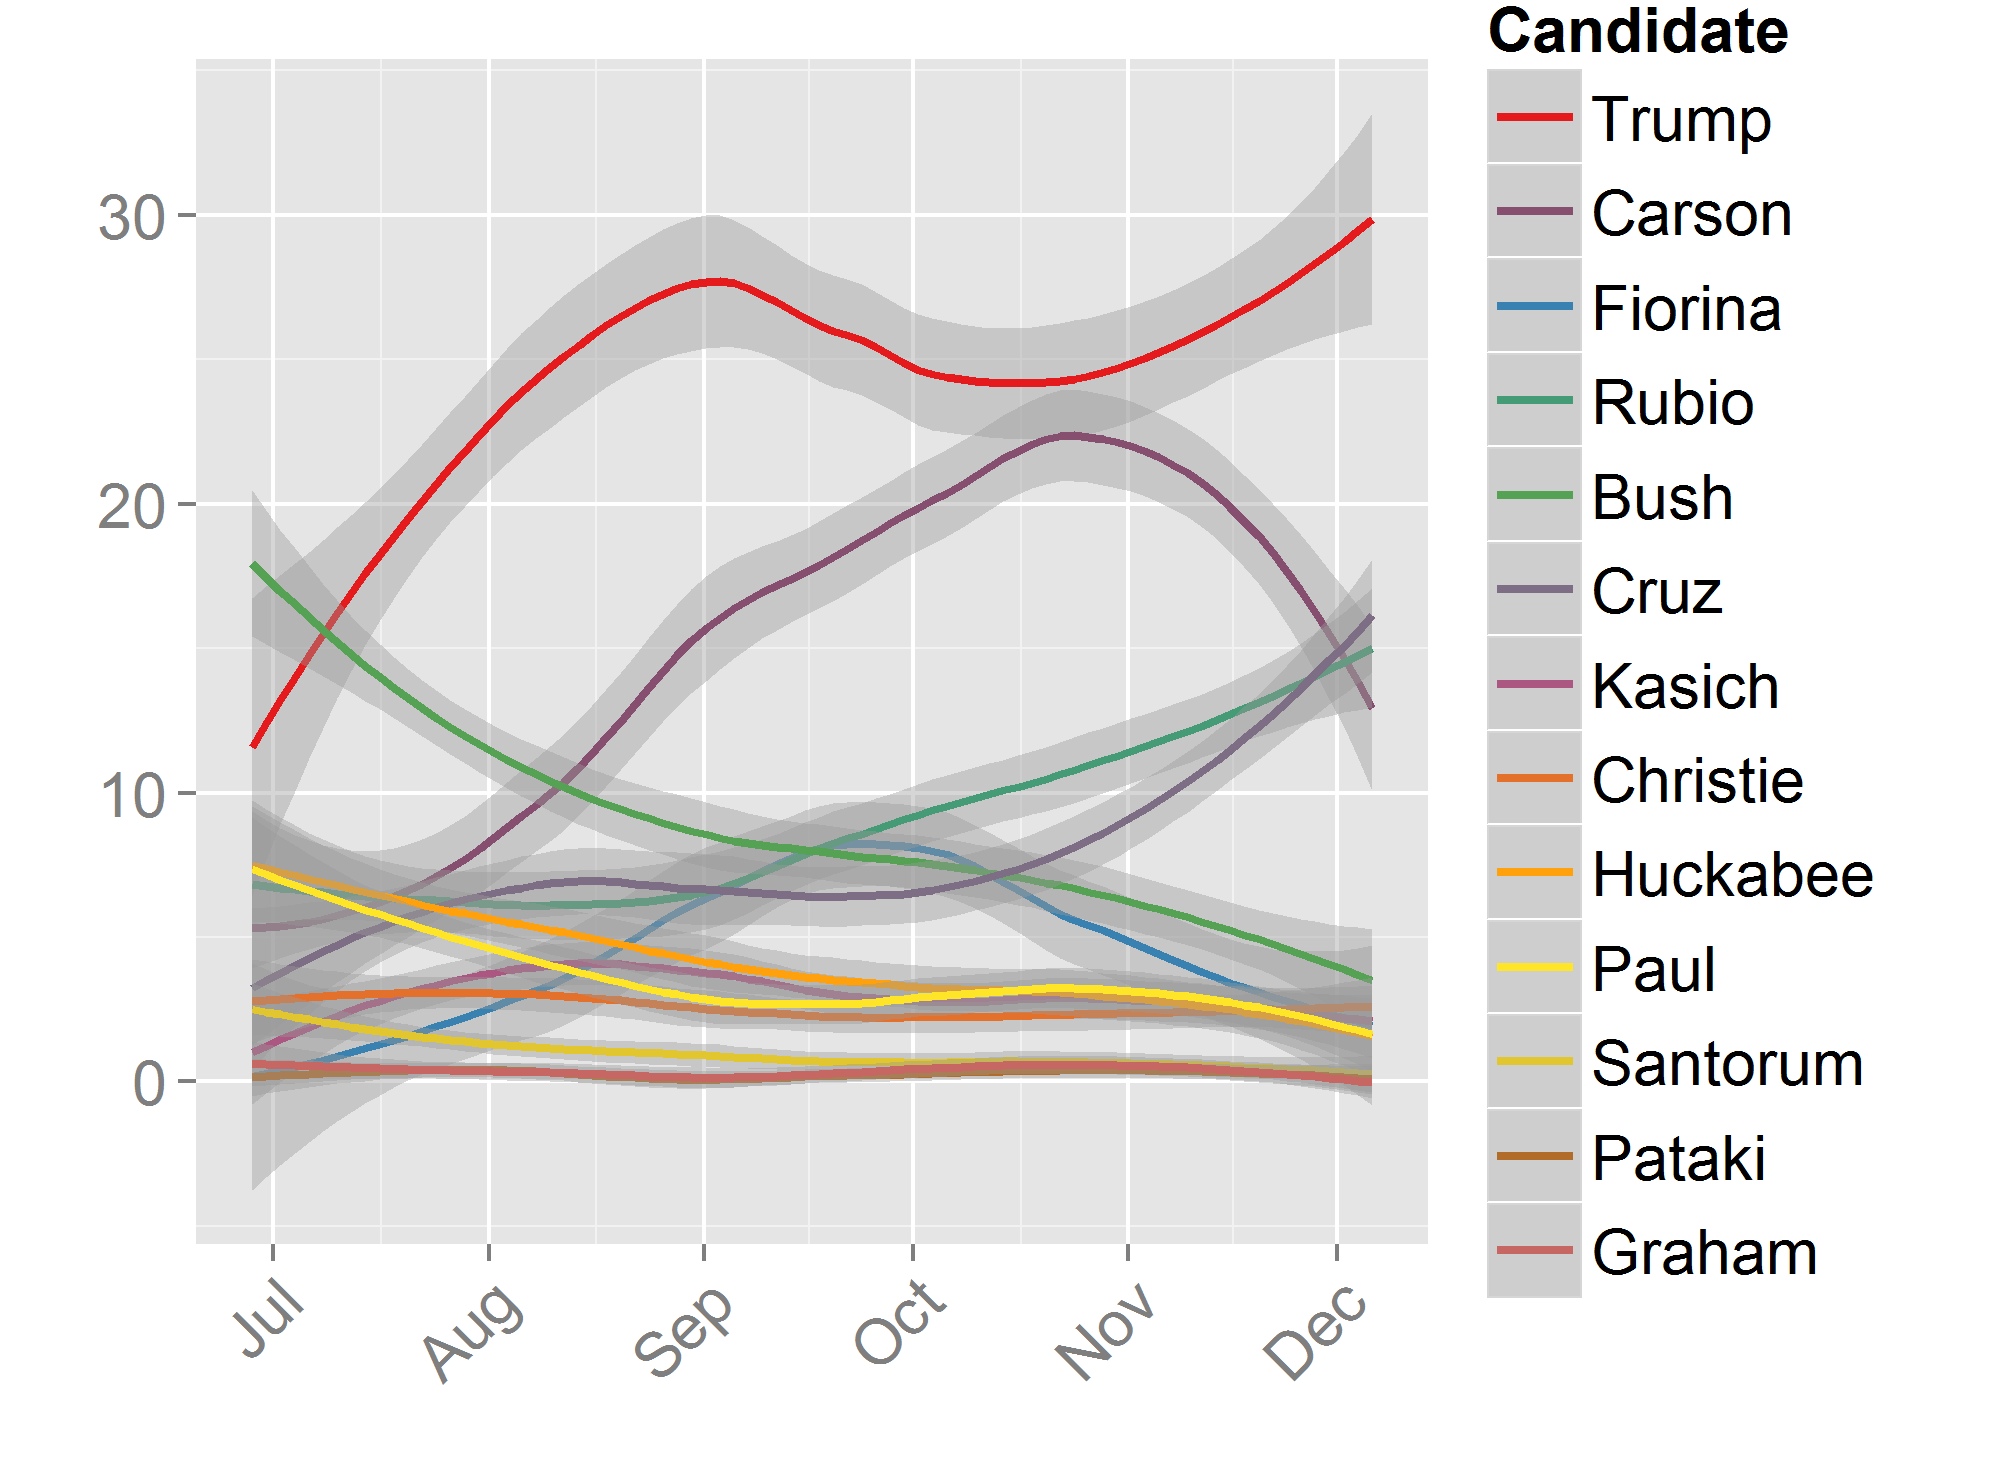 Candidate
Trump
Carson
Fiorina
Rubio
Bush
Cruz
Kasich
Christie
Huckabee
Paul
Santorum
Pataki
Graham
30
20
10
0
Jul
Aug
Sep
Oct
Nov
Dec